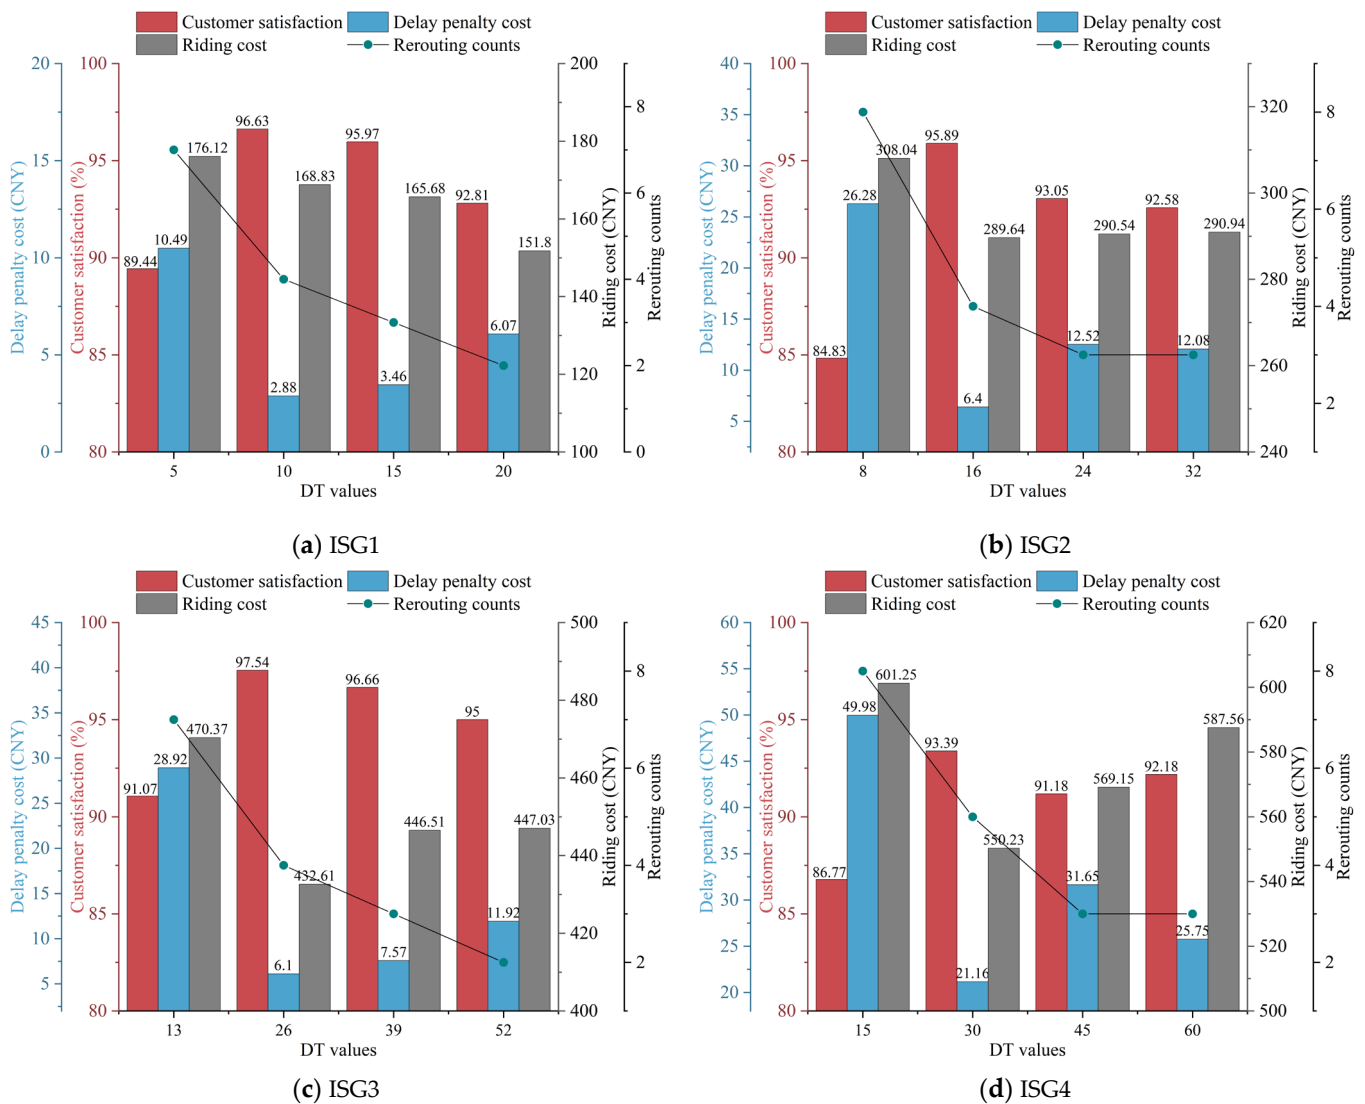 Customer satisfaction Delay penalty cost
Riding cost Rerouting counts
20 100 200 8
15 95 180 6
10 90 160 4
5 85 140 2
0 80 120 0
100
Delay penalty cost (CNY)
Customer satisfaction (%)
Riding cost (CNY)
Rerouting counts
89.44 10.49 176.12
96.63 2.88 168.83
95.97 3.46 165.68
92.81 6.07 151.8
5 10 15 20
DT values
(a) ISG1
Customer satisfaction Delay penalty cost
Riding cost Rerouting counts
40 100 320 8
35 95 300 6
30 90 280 4
25 85 260 2
20 80 240
15
10
5
Delay penalty cost (CNY)
Customer satisfaction (%)
Riding cost (CNY)
Rerouting counts
84.83 26.28 308.04
95.89 6.4 289.64
93.05 12.52 290.54
92.58 12.08 290.94
8 16 24 32
DT values
(b) ISG2
Customer satisfaction Delay penalty cost
Riding cost Rerouting counts
45 100 500 8
40 95 480 6
35 90 460 4
30 85 440 2
25 80 420
20 400
15
10
5
Delay penalty cost (CNY)
Customer satisfaction (%)
Riding cost (CNY)
Rerouting counts
91.07 28.92 470.37
97.54 6.1 432.61
96.66 7.57 446.51
95 11.92 447.03
13 26 39 52
DT values
(c) ISG3
Customer satisfaction Delay penalty cost
Riding cost Rerouting counts
60 100 620 8
55 95 600 6
50 90 580 4
45 85 560 2
40 80 540
35 520
30 500
25
20
Delay penalty cost (CNY)
Customer satisfaction (%)
Riding cost (CNY)
Rerouting counts
86.77 49.98 601.25
93.39 21.16 550.23
91.18 31.65 569.15
92.18 25.75 587.56
15 30 45 60
DT values
(d) ISG4